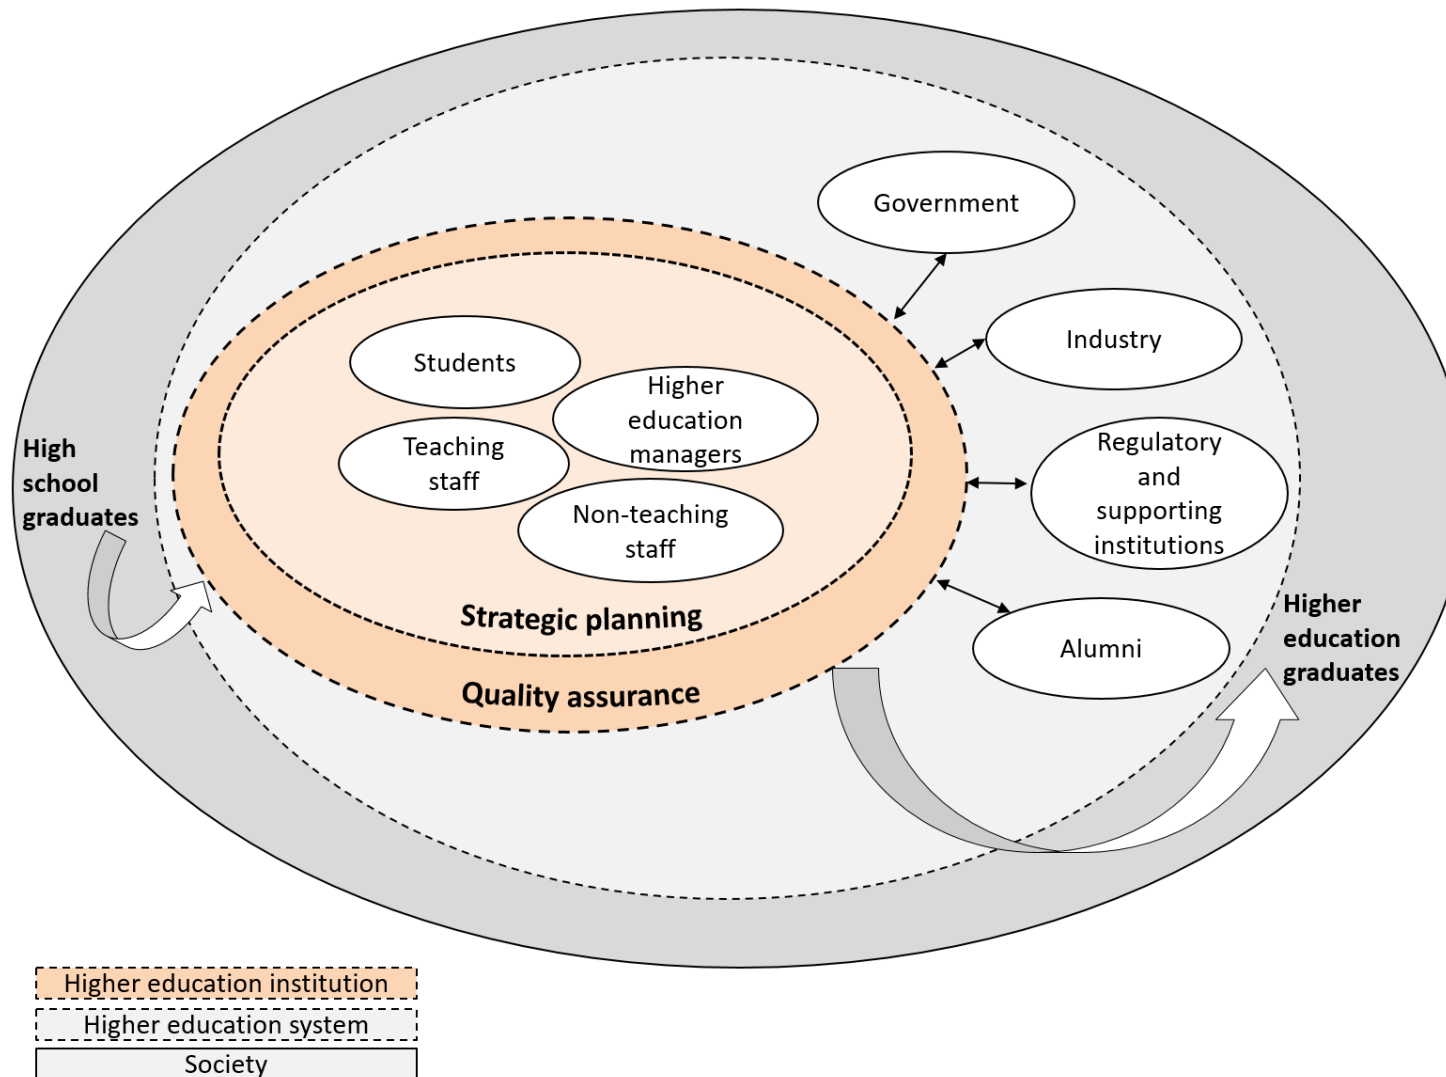 Government
Industry
Students
Higher
education
managers
Teaching
staff
Non-teaching
staff
Regulatory
and
supporting
institutions
Alumni
High
school
graduates
Strategic planning
Quality assurance
Higher
education
graduates
Higher education institution
Higher education system
Society